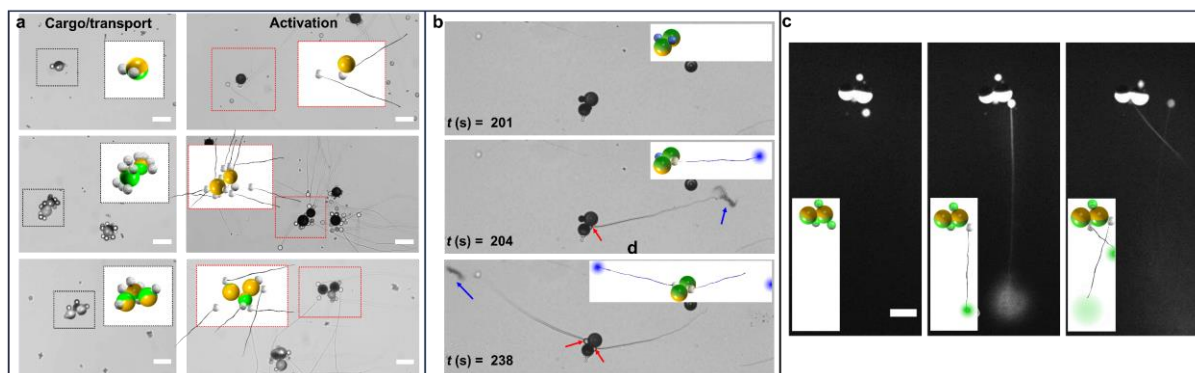 a
Cargo/transport
Activation
b
t (s) = 201
t (s) = 204
d
t (s) = 238
c